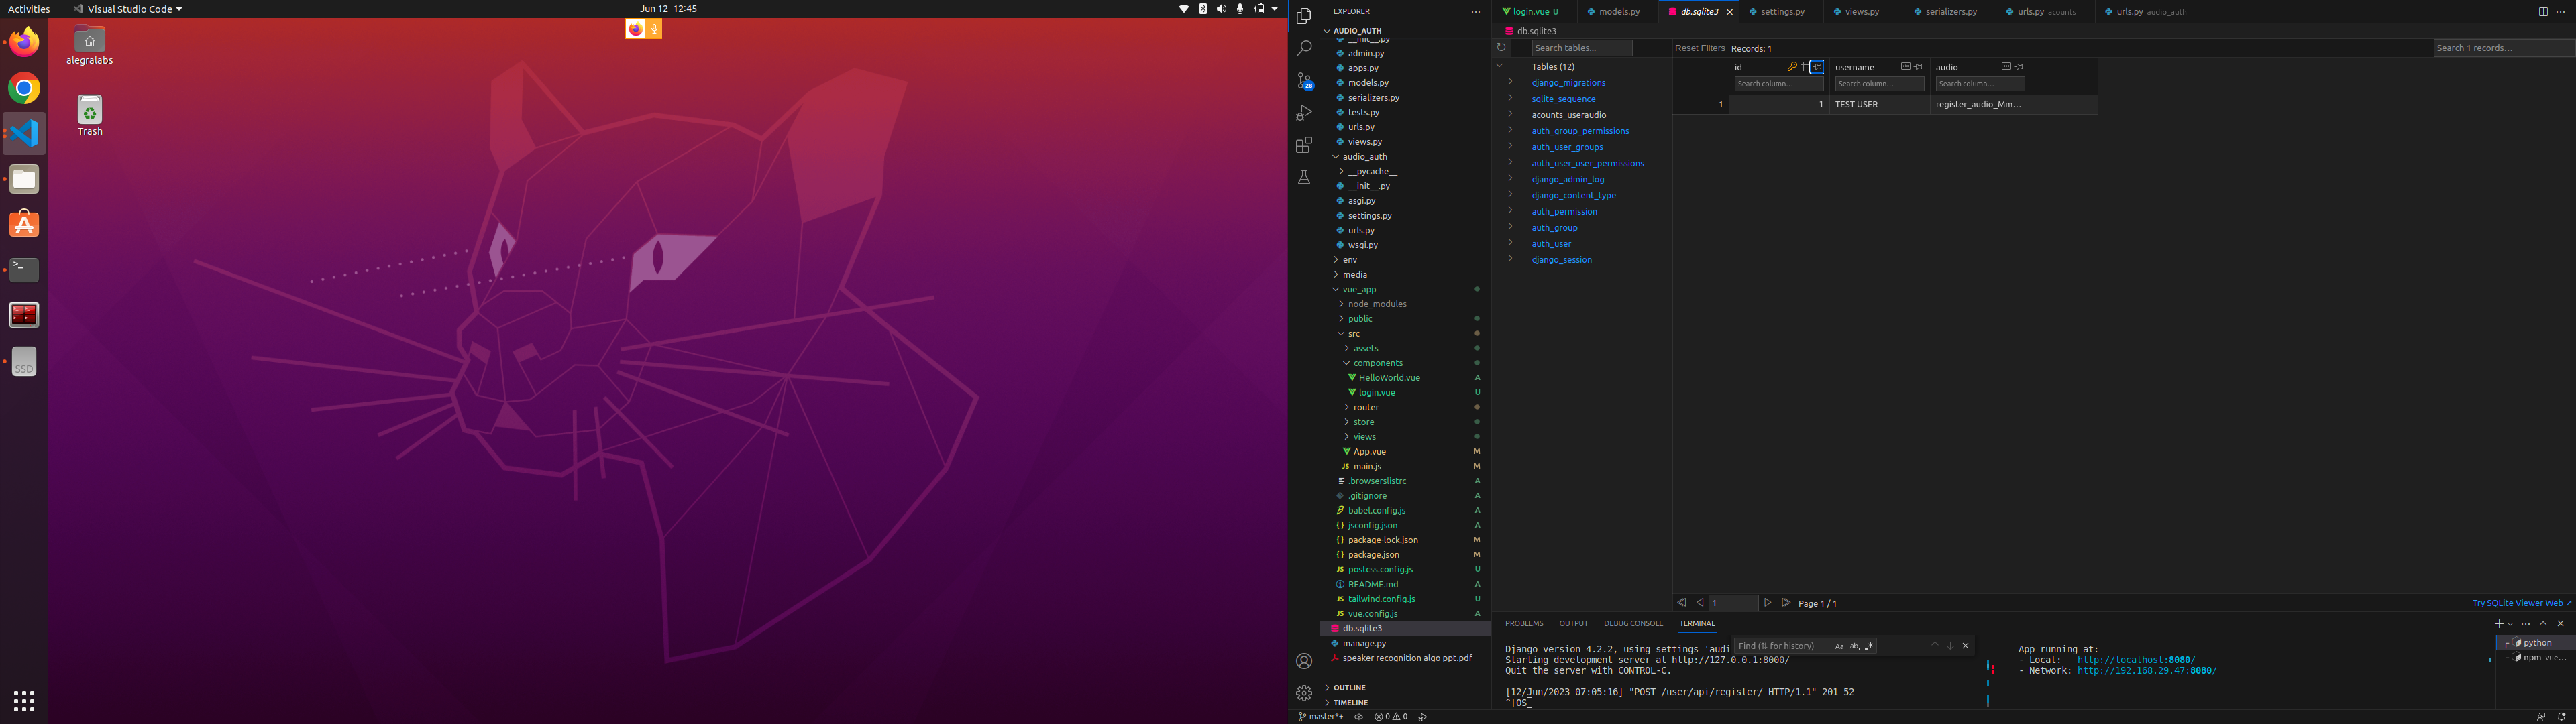 Activities
Visual Studio Code
Jun 12 12:45
alegralabs
Trash
SSD
EXPLORER
AUDIO_AUTH
__init__.py
admin.py
apps.py
models.py
serializers.py
tests.py
urls.py
views.py
audio_auth
__pycache__
__init__.py
asgi.py
settings.py
urls.py
wsgi.py
env
media
vue_app
node_modules
public
src
assets
components
HelloWorld.vue A
login.vue U
router
store
views
App.vue M
JS main.js M
.browserslistrc A
.gitignore A
babel.config.js A
{} jsconfig.json A
{} package-lock.json M
{} package.json M
JS postcss.config.js U
README.md A
JS tailwind.config.js U
JS vue.config.js A
db.sqlite3
manage.py
speaker recognition algo ppt.pdf
OUTLINE
TIMELINE
28
login.vue U
models.py
db.sqlite3
settings.py
views.py
serializers.py
urls.py acounts
urls.py audio_auth
db.sqlite3
Search tables...
Tables (12)
django_migrations
sqlite_sequence
acounts_useraudio
auth_group_permissions
auth_user_groups
auth_user_user_permissions
django_admin_log
django_content_type
auth_permission
auth_group
auth_user
django_session
Reset Filters Records: 1
Search 1 records...
id username audio
Search column... Search column... Search column...
1 1 TEST USER register_audio_Mm...
1 Page 1 / 1
Try SQLite Viewer Web ↗
PROBLEMS OUTPUT DEBUG CONSOLE TERMINAL
Find (⇅ for history) Aa ab .*
Django version 4.2.2, using settings 'audi
Starting development server at http://127.0.0.1:8000/
Quit the server with CONTROL-C.
[12/Jun/2023 07:05:16] "POST /user/api/register/ HTTP/1.1" 201 52
^[OS
App running at:
- Local: http://localhost:8080/
- Network: http://192.168.29.47:8080/
python
npm vue...
master*+ 0 0